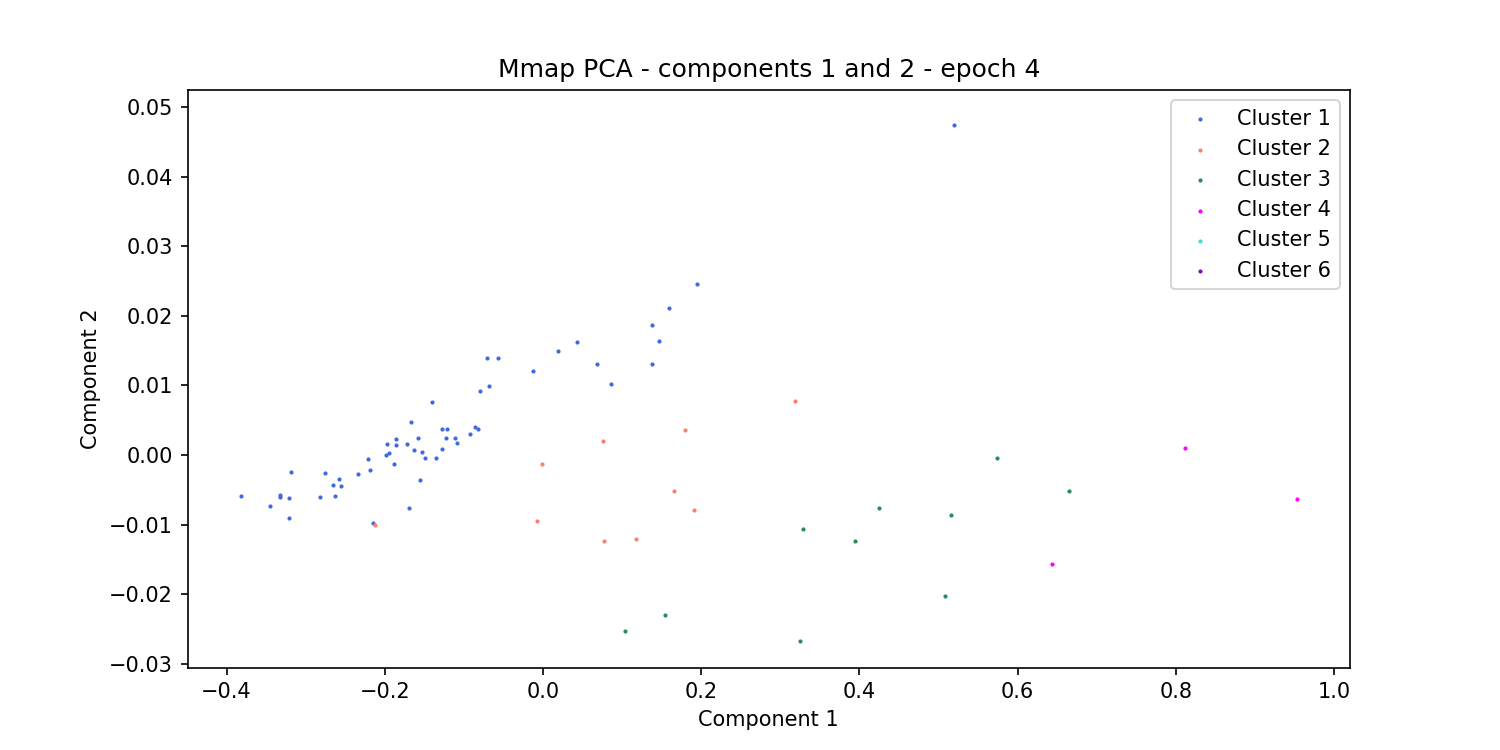 Mmap PCA - components 1 and 2 - epoch 4
0.05
0.04
0.03
0.02
0.01
0.00
−0.01
−0.02
−0.03
Component 2
Cluster 1
Cluster 2
Cluster 3
Cluster 4
Cluster 5
Cluster 6
−0.4 −0.2 0.0 0.2 0.4 0.6 0.8 1.0
Component 1